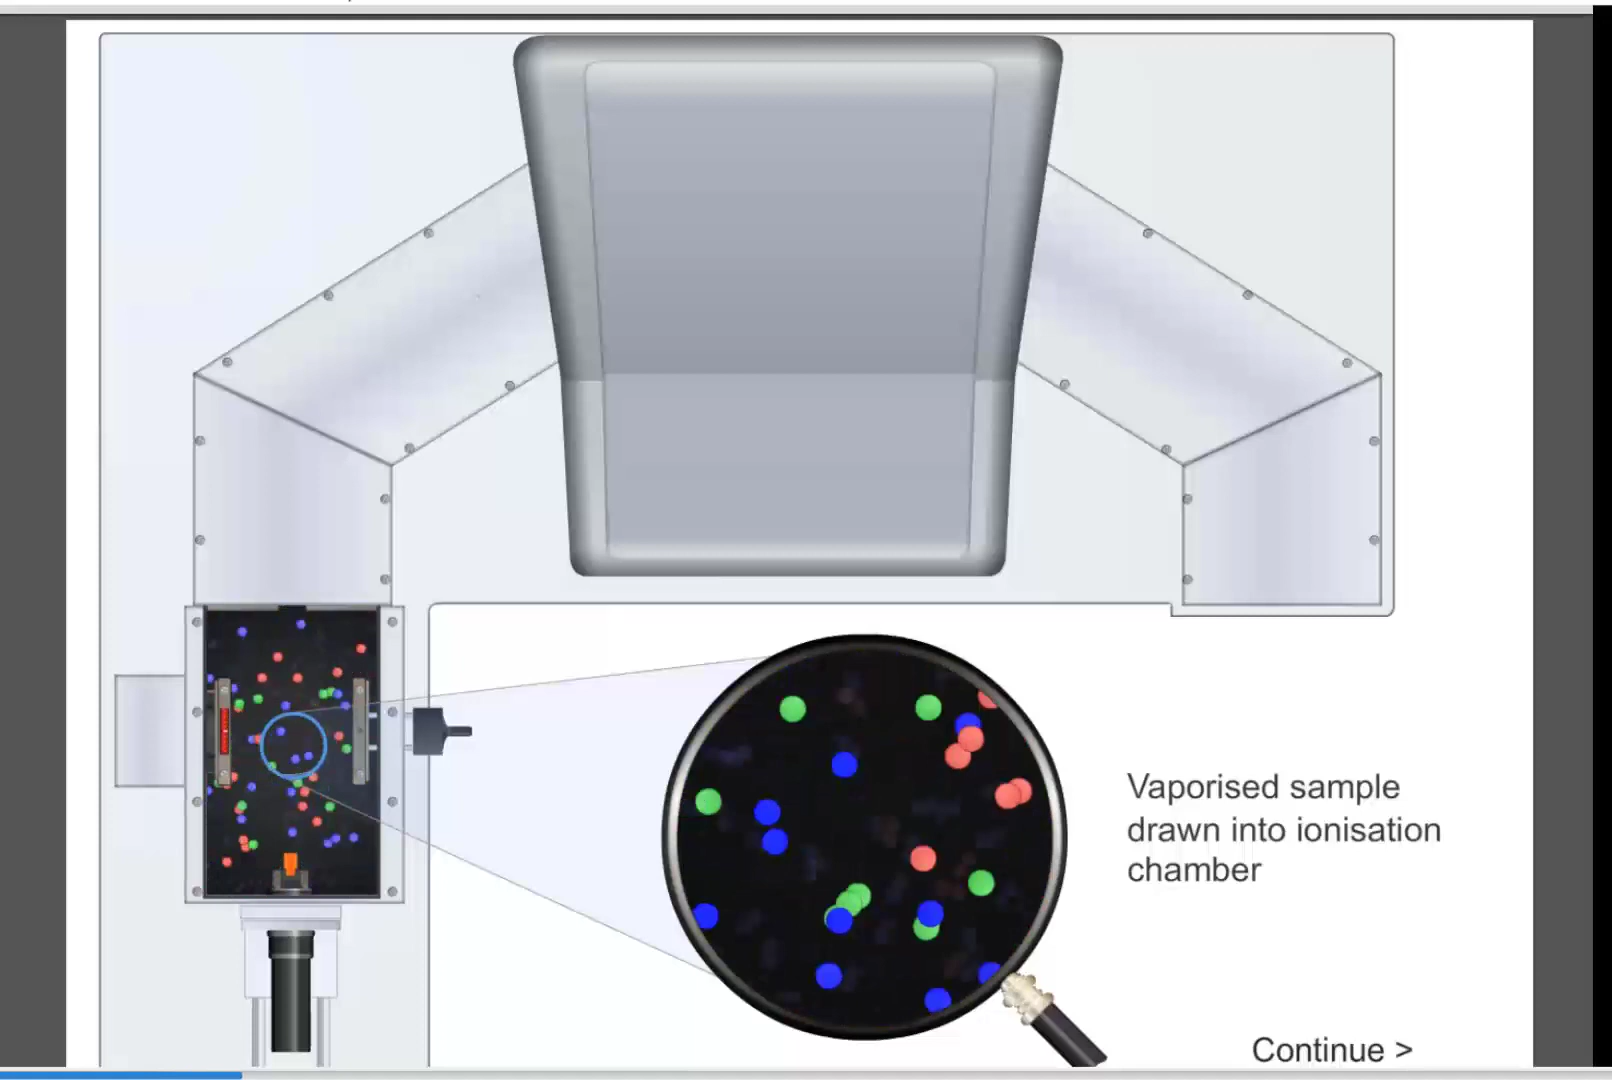 Vaporised sample
drawn into ionisation
chamber
Continue >